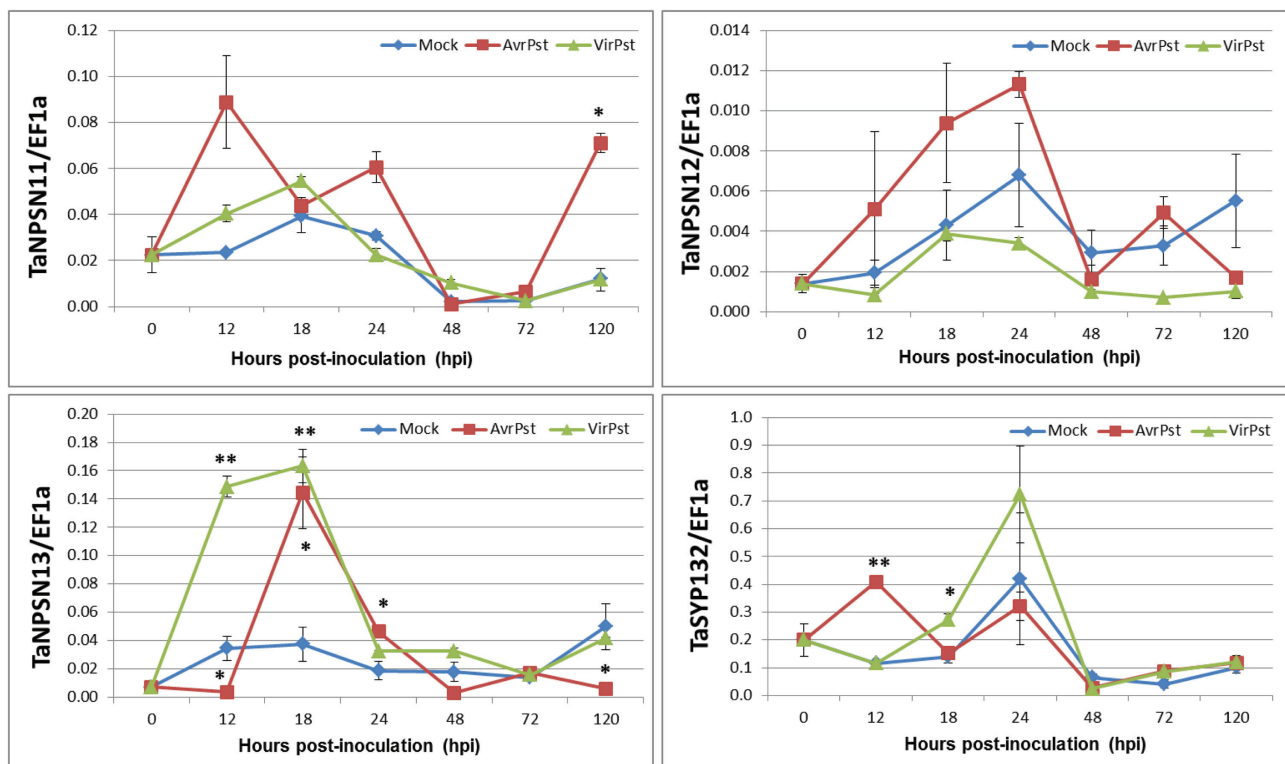 TaNPSN11/EF1a
0.12
0.10
0.08
0.06
0.04
0.02
0.00
Mock AvrPst VirPst
*
0 12 18 24 48 72 120
Hours post-inoculation (hpi)
TaNPSN12/EF1a
0.014
0.012
0.010
0.008
0.006
0.004
0.002
0.000
Mock AvrPst VirPst
0 12 18 24 48 72 120
Hours post-inoculation (hpi)
TaNPSN13/EF1a
0.20
0.18
0.16
0.14
0.12
0.10
0.08
0.06
0.04
0.02
0.00
Mock AvrPst VirPst
**
**
*
*
*
*
0 12 18 24 48 72 120
Hours post-inoculation (hpi)
TaSYP132/EF1a
1.0
0.9
0.8
0.7
0.6
0.5
0.4
0.3
0.2
0.1
0.0
Mock AvrPst VirPst
**
*
0 12 18 24 48 72 120
Hours post-inoculation (hpi)